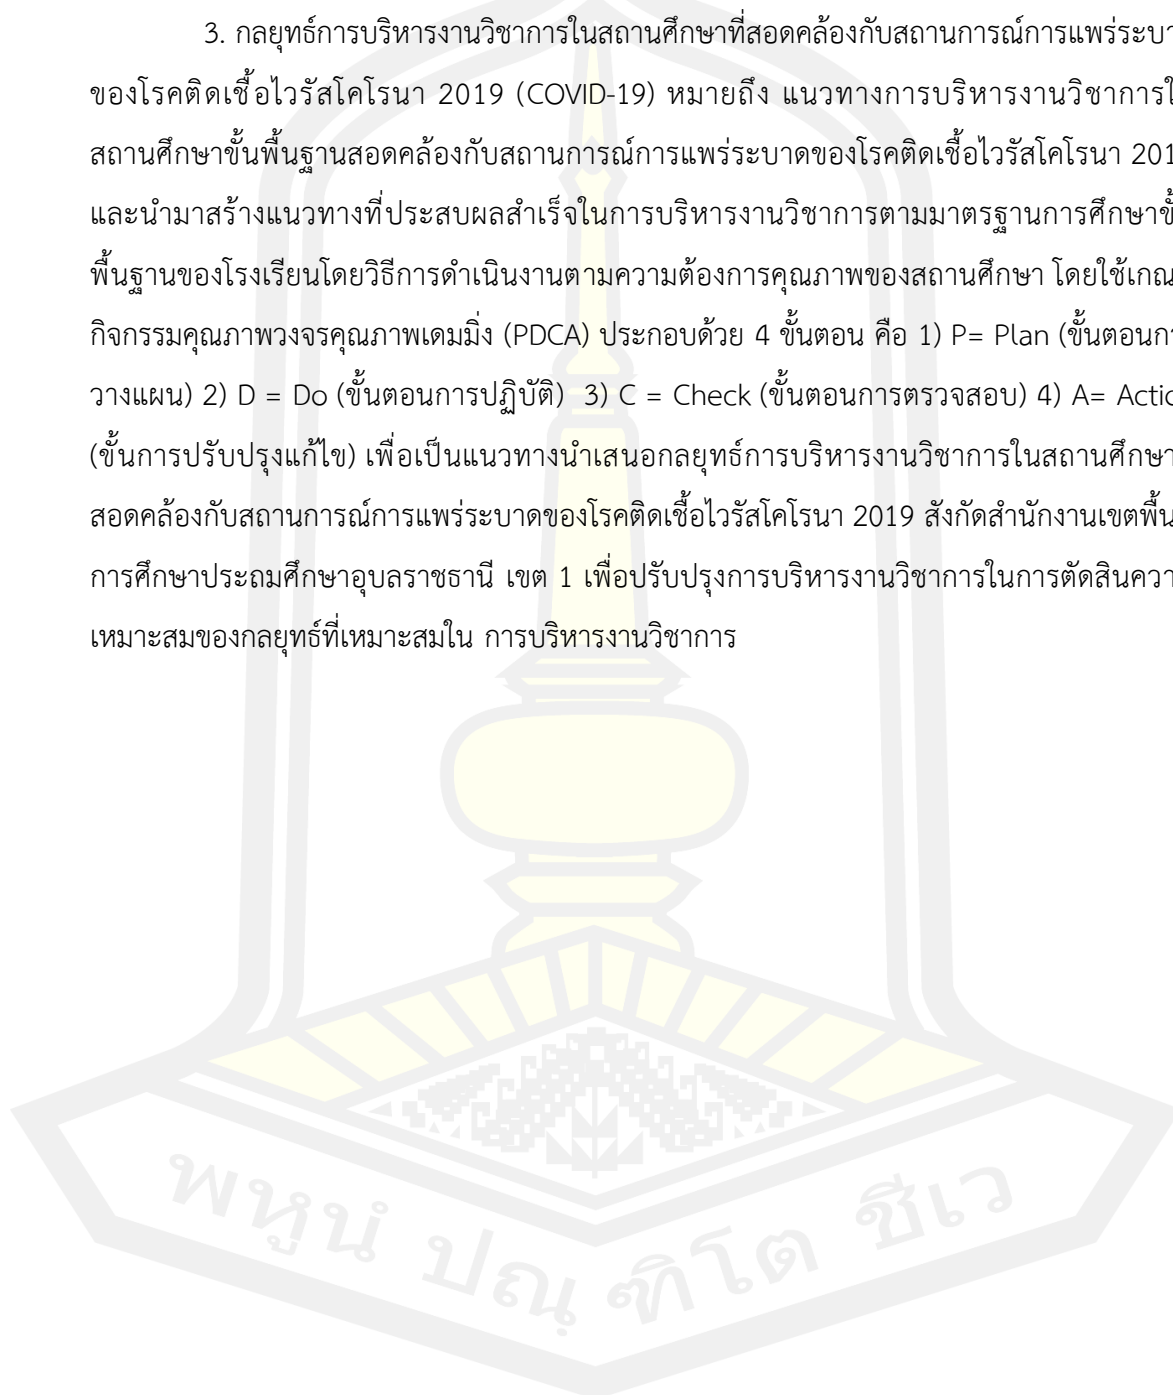 3. กลยุทธ์การบริหารงานวิชาการในสถานศึกษาที่สอดคล้องกับสถานการณ์การแพร่ระบา
ของโรคติดเชื้อไวรัสโคโรนา 2019 (COVID-19) หมายถึง แนวทางการบริหารงานวิชาการใ
สถานศึกษาขั้นพื้นฐานสอดคล้องกับสถานการณ์การแพร่ระบาดของโรคติดเชื้อไวรัสโคโรนา 201
และนำมาสร้างแนวทางที่ประสบผลสำเร็จในการบริหารงานวิชาการตามมาตรฐานการศึกษาขั้
พื้นฐานของโรงเรียนโดยวิธีการดำเนินงานตามความต้องการคุณภาพของสถานศึกษา โดยใช้เกณ
กิจกรรมคุณภาพวงจรคุณภาพเดมมิ่ง (PDCA) ประกอบด้วย 4 ขั้นตอน คือ 1) P= Plan (ขั้นตอนกา
วางแผน) 2) D = Do (ขั้นตอนการปฏิบัติ) 3) C = Check (ขั้นตอนการตรวจสอบ) 4) A= Actio
(ขั้นการปรับปรุงแก้ไข) เพื่อเป็นแนวทางนำเสนอกลยุทธ์การบริหารงานวิชาการในสถานศึกษา
สอดคล้องกับสถานการณ์การแพร่ระบาดของโรคติดเชื้อไวรัสโคโรนา 2019 สังกัดสำนักงานเขตพื้น
การศึกษาประถมศึกษาอุบลราชธานี เขต 1 เพื่อปรับปรุงการบริหารงานวิชาการในการตัดสินควา
เหมาะสมของกลยุทธ์ที่เหมาะสมใน การบริหารงานวิชาการ
พหูนํ ปณฺฑิโต ชีเว